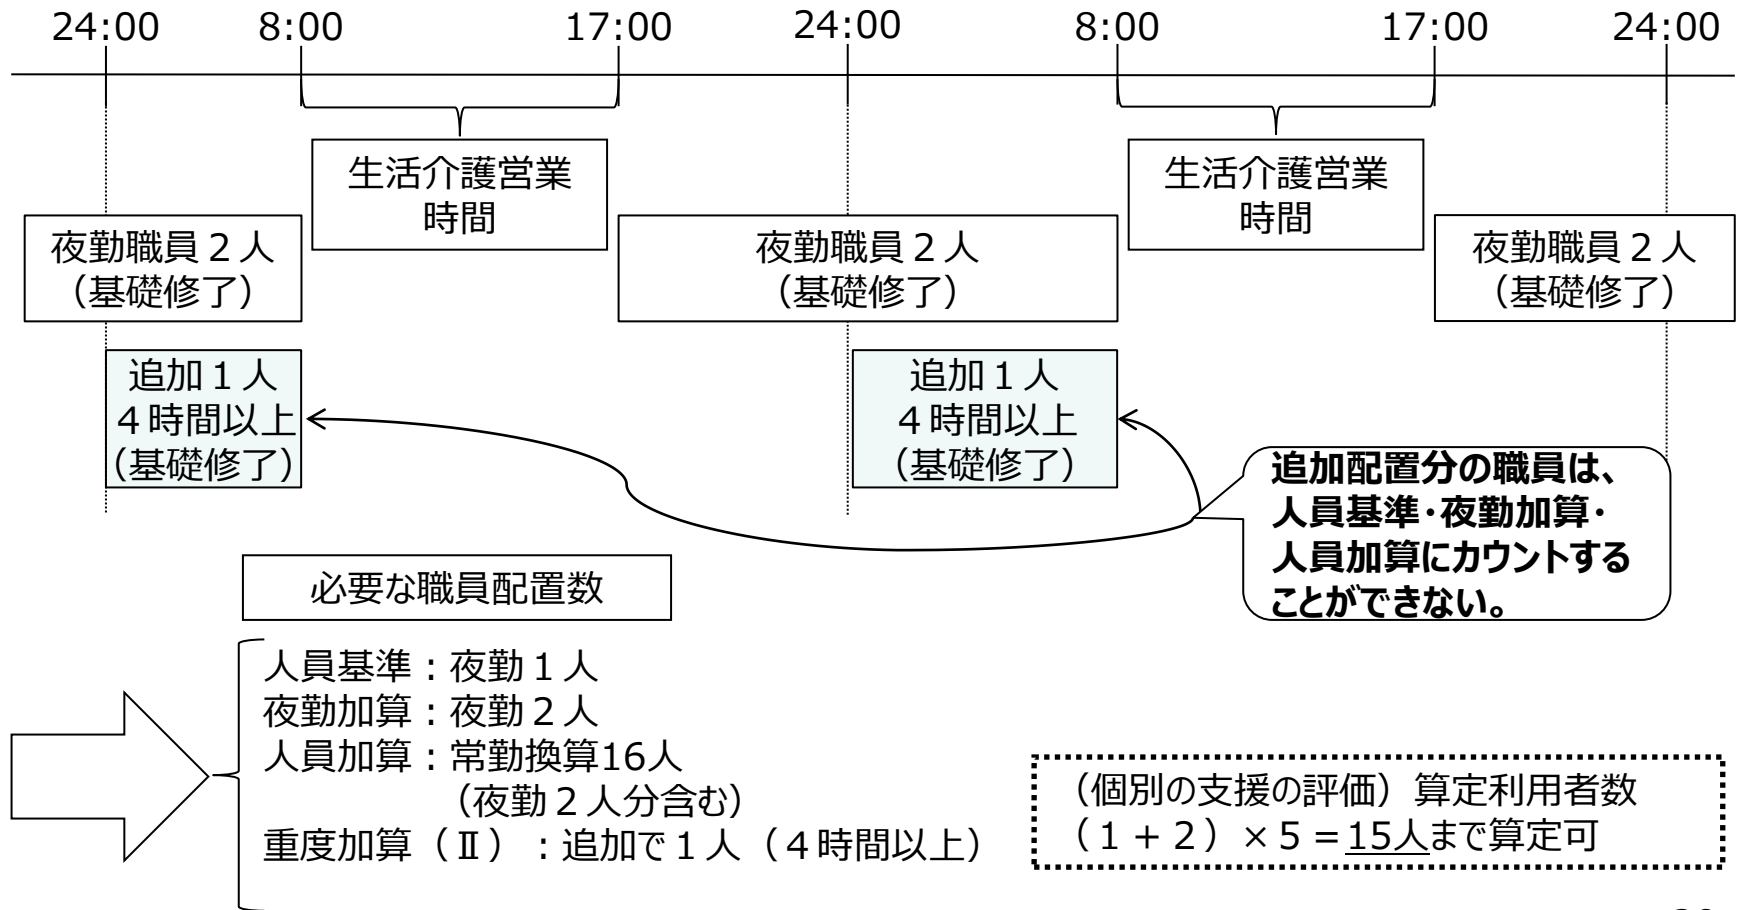 24:00 8:00 17:00 24:00 8:00 17:00 24:00
生活介護営業
時間
生活介護営業
時間
夜勤職員２人
（基礎修了）
夜勤職員２人
（基礎修了）
夜勤職員２人
（基礎修了）
追加１人
４時間以上
（基礎修了）
追加１人
４時間以上
（基礎修了）
追加配置分の職員は、
人員基準・夜勤加算・
人員加算にカウントする
ことができない。
必要な職員配置数
人員基準：夜勤１人
夜勤加算：夜勤２人
人員加算：常勤換算16人
（夜勤２人分含む）
重度加算（Ⅱ）：追加で１人（４時間以上）
（個別の支援の評価）算定利用者数
（１＋２）×５＝15人まで算定可